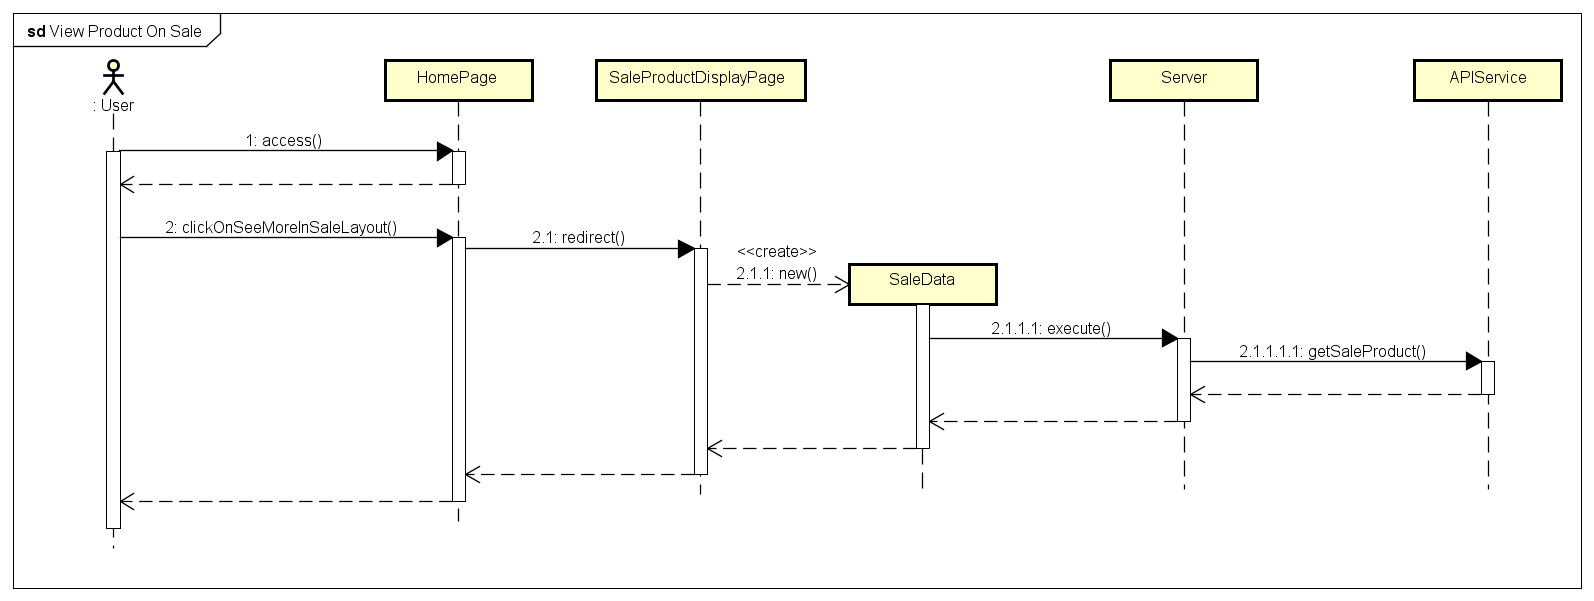 sd View Product On Sale
: User
HomePage
SaleProductDisplayPage
Server
APIService
1: access()
2: clickOnSeeMoreInSaleLayout()
2.1: redirect()
<<create>>
2.1.1: new()
SaleData
2.1.1.1: execute()
2.1.1.1.1: getSaleProduct()